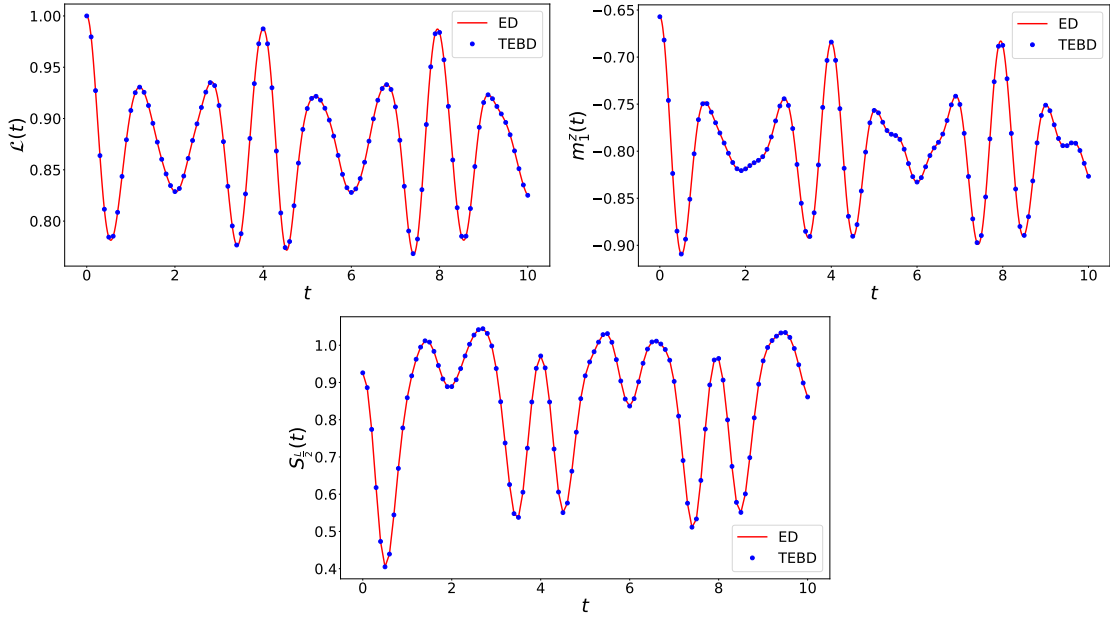 1.00
0.95
0.90
0.85
0.80
ℒ(t)
ED
TEBD
0 2 4 6 8 10
t
−0.65
−0.70
−0.75
−0.80
−0.85
−0.90
m₁ᶻ(t)
ED
TEBD
0 2 4 6 8 10
t
1.0
0.9
0.8
0.7
0.6
0.5
0.4
S_{L/2}(t)
ED
TEBD
0 2 4 6 8 10
t